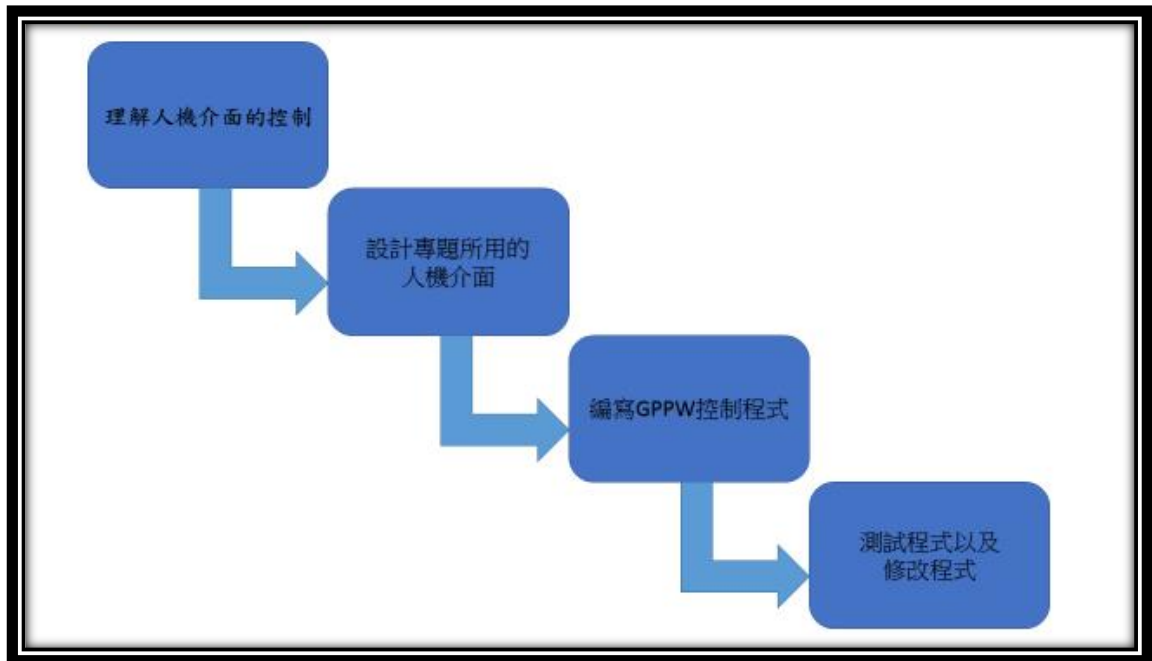 理解人機介面的控制
設計專題所用的
人機介面
編寫GPPW控制程式
測試程式以及
修改程式